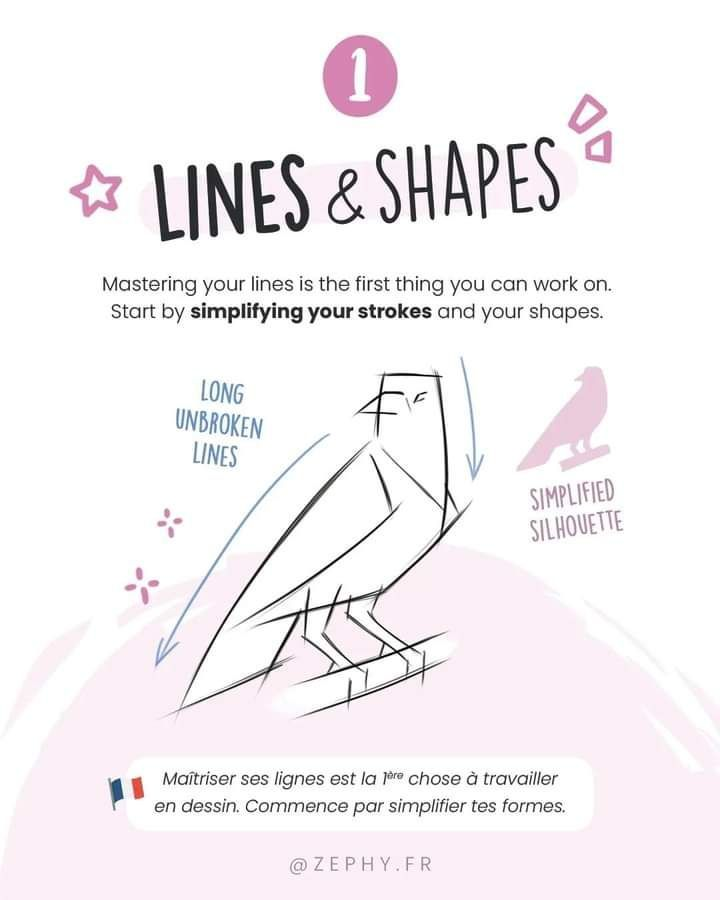 1
LINES & SHAPES
Mastering your lines is the first thing you can work on.
Start by simplifying your strokes and your shapes.
LONG
UNBROKEN
LINES
SIMPLIFIED
SILHOUETTE
Maîtriser ses lignes est la 1ère chose à travailler
en dessin. Commence par simplifier tes formes.
@ZEPHY.FR